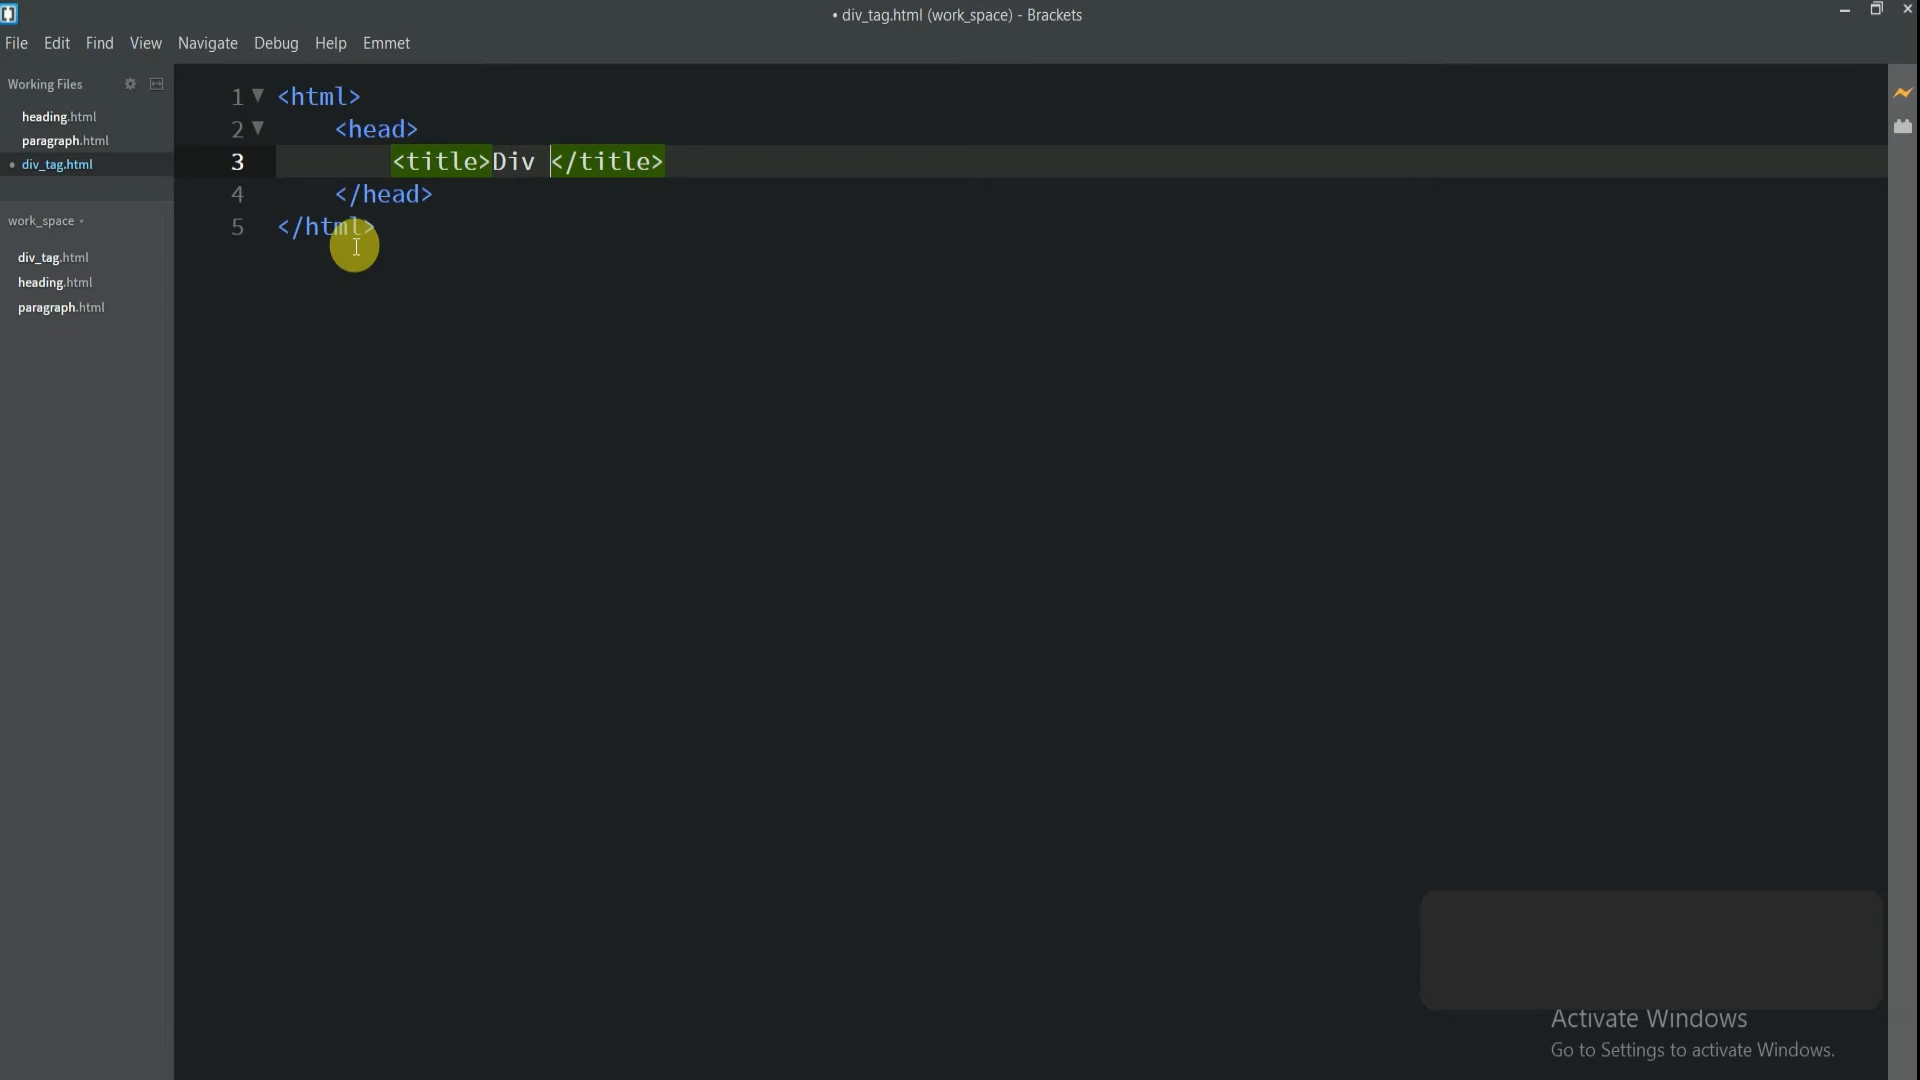 • div_tag.html (work_space) - Brackets
File Edit Find View Navigate Debug Help Emmet
Working Files
heading.html
paragraph.html
• div_tag.html
work_space
div_tag.html
heading.html
paragraph.html
1 <html>
2 <head>
3 <title>Div </title>
4 </head>
5 </html>
Activate Windows
Go to Settings to activate Windows.